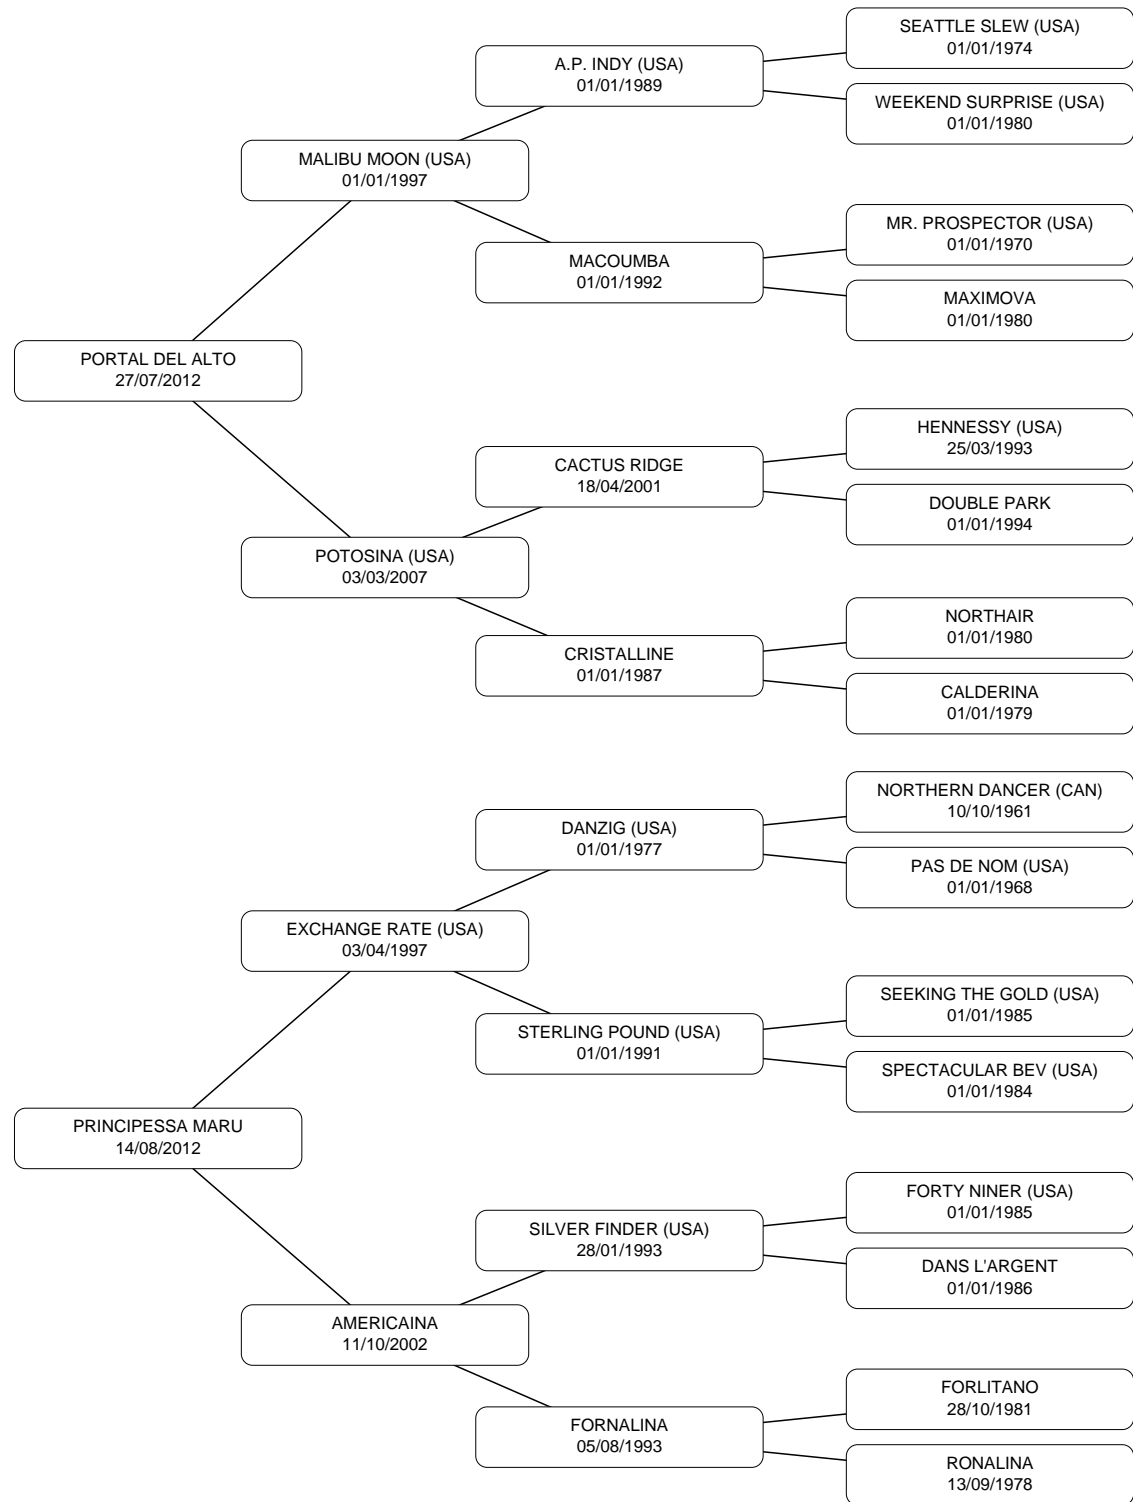 SEATTLE SLEW (USA)
01/01/1974
A.P. INDY (USA)
01/01/1989
WEEKEND SURPRISE (USA)
01/01/1980
MALIBU MOON (USA)
01/01/1997
MR. PROSPECTOR (USA)
01/01/1970
MACOUMBA
01/01/1992
MAXIMOVA
01/01/1980
PORTAL DEL ALTO
27/07/2012
HENNESSY (USA)
25/03/1993
CACTUS RIDGE
18/04/2001
DOUBLE PARK
01/01/1994
POTOSINA (USA)
03/03/2007
NORTHAIR
01/01/1980
CRISTALLINE
01/01/1987
CALDERINA
01/01/1979
NORTHERN DANCER (CAN)
10/10/1961
DANZIG (USA)
01/01/1977
PAS DE NOM (USA)
01/01/1968
EXCHANGE RATE (USA)
03/04/1997
SEEKING THE GOLD (USA)
01/01/1985
STERLING POUND (USA)
01/01/1991
SPECTACULAR BEV (USA)
01/01/1984
PRINCIPESSA MARU
14/08/2012
FORTY NINER (USA)
01/01/1985
SILVER FINDER (USA)
28/01/1993
DANS L'ARGENT
01/01/1986
AMERICAINA
11/10/2002
FORLITANO
28/10/1981
FORNALINA
05/08/1993
RONALINA
13/09/1978